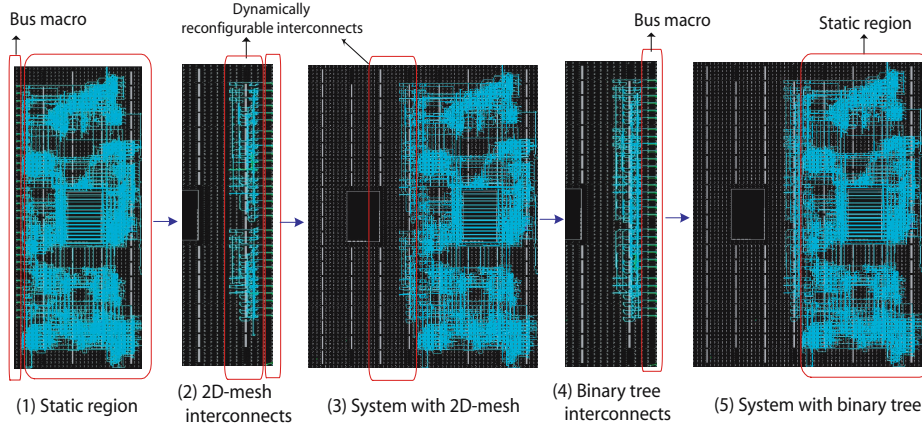 Bus macro
Dynamically
reconfigurable interconnects
Bus macro
Static region
(1) Static region
(2) 2D-mesh
interconnects
(3) System with 2D-mesh
(4) Binary tree
interconnects
(5) System with binary tree